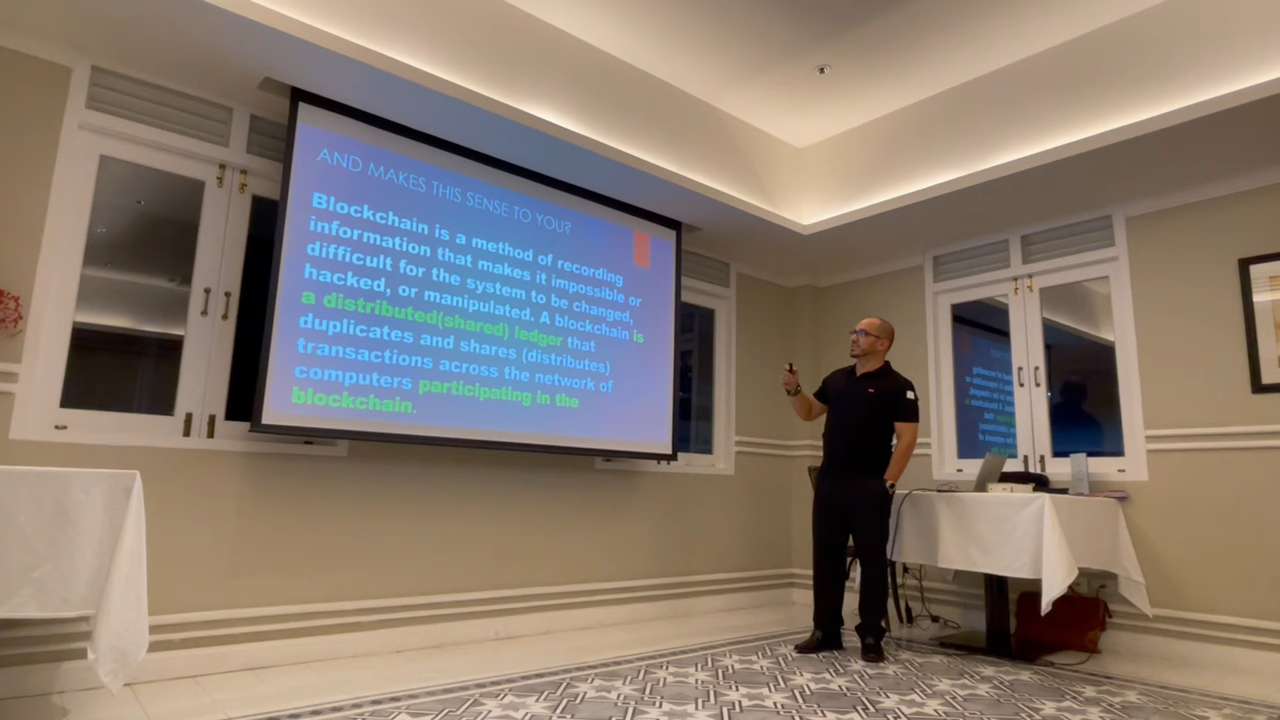 AND MAKES THIS SENSE TO YOU?
Blockchain is a method of recording
information that makes it impossible or
difficult for the system to be changed,
hacked, or manipulated. A blockchain is
a distributed(shared) ledger that
duplicates and shares (distributes)
transactions across the network of
computers participating in the
blockchain.